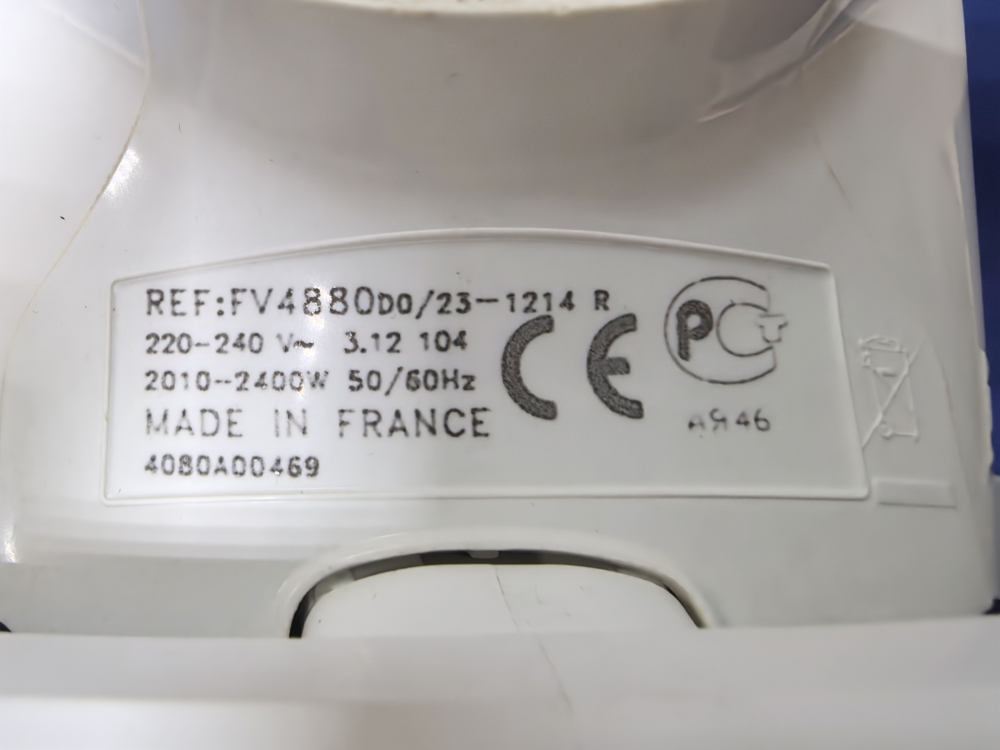 REF:FV4880D0/23-1214 R
220-240 V~ 3.12 104
2010-2400W 50/60Hz
MADE IN FRANCE
4080A00469
CE
PCT
АЯ46